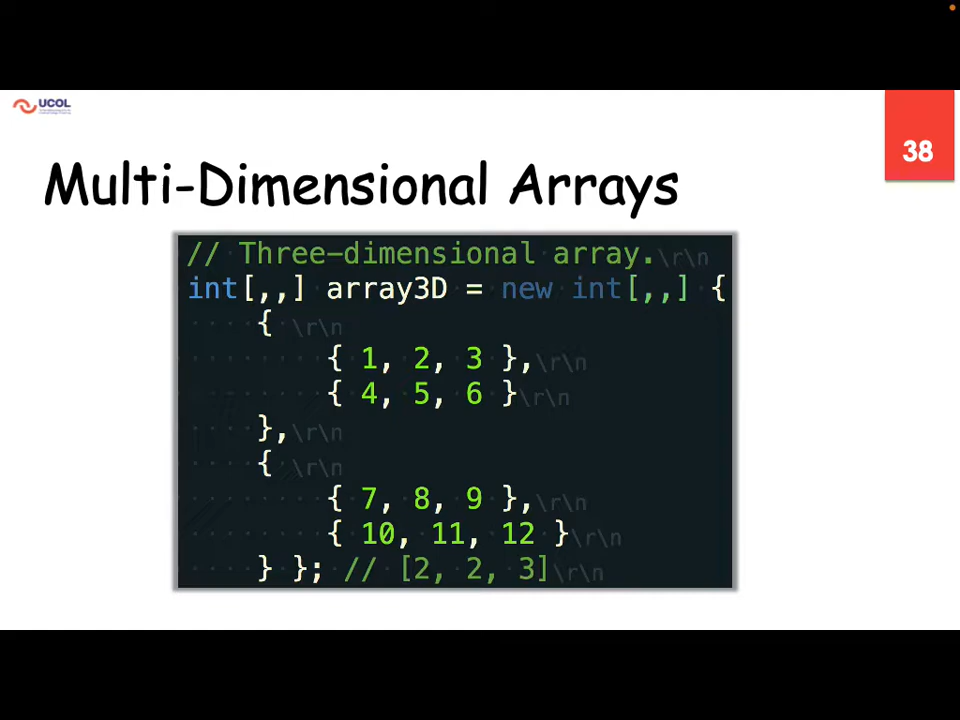 UCOL
38
Multi-Dimensional Arrays
// Three-dimensional array.\r\n
int[,,] array3D = new int[,,] {
{ \r\n
{ 1, 2, 3 },\r\n
{ 4, 5, 6 }\r\n
},\r\n
{ \r\n
{ 7, 8, 9 },\r\n
{ 10, 11, 12 }\r\n
} }; // [2, 2, 3]\r\n